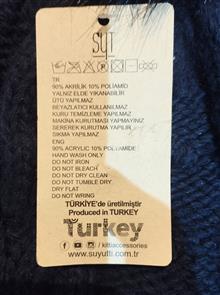 SYT
TR
90% AKRİLİK 10% POLİAMİD
YALNIZ ELDE YIKANABİLİR
ÜTÜ YAPILMAZ
BEYAZLATICI KULLANILMAZ
KURU TEMİZLEME YAPILMAZ
MAKİNA KURUTMASI YAPMAYINIZ
SEREREK KURUTMA YAPILIR
SIKMA YAPILMAZ
ENG
90% ACRYLIC 10% POLYAMIDE
HAND WASH ONLY
DO NOT IRON
DO NOT BLEACH
DO NOT DRY CLEAN
DO NOT TUMBLE DRY
DRY FLAT
DO NOT WRING
TÜRKİYE'de üretilmiştir
Produced in TURKEY
Turkey
/ kittiaccessories
www.suyutti.com.tr